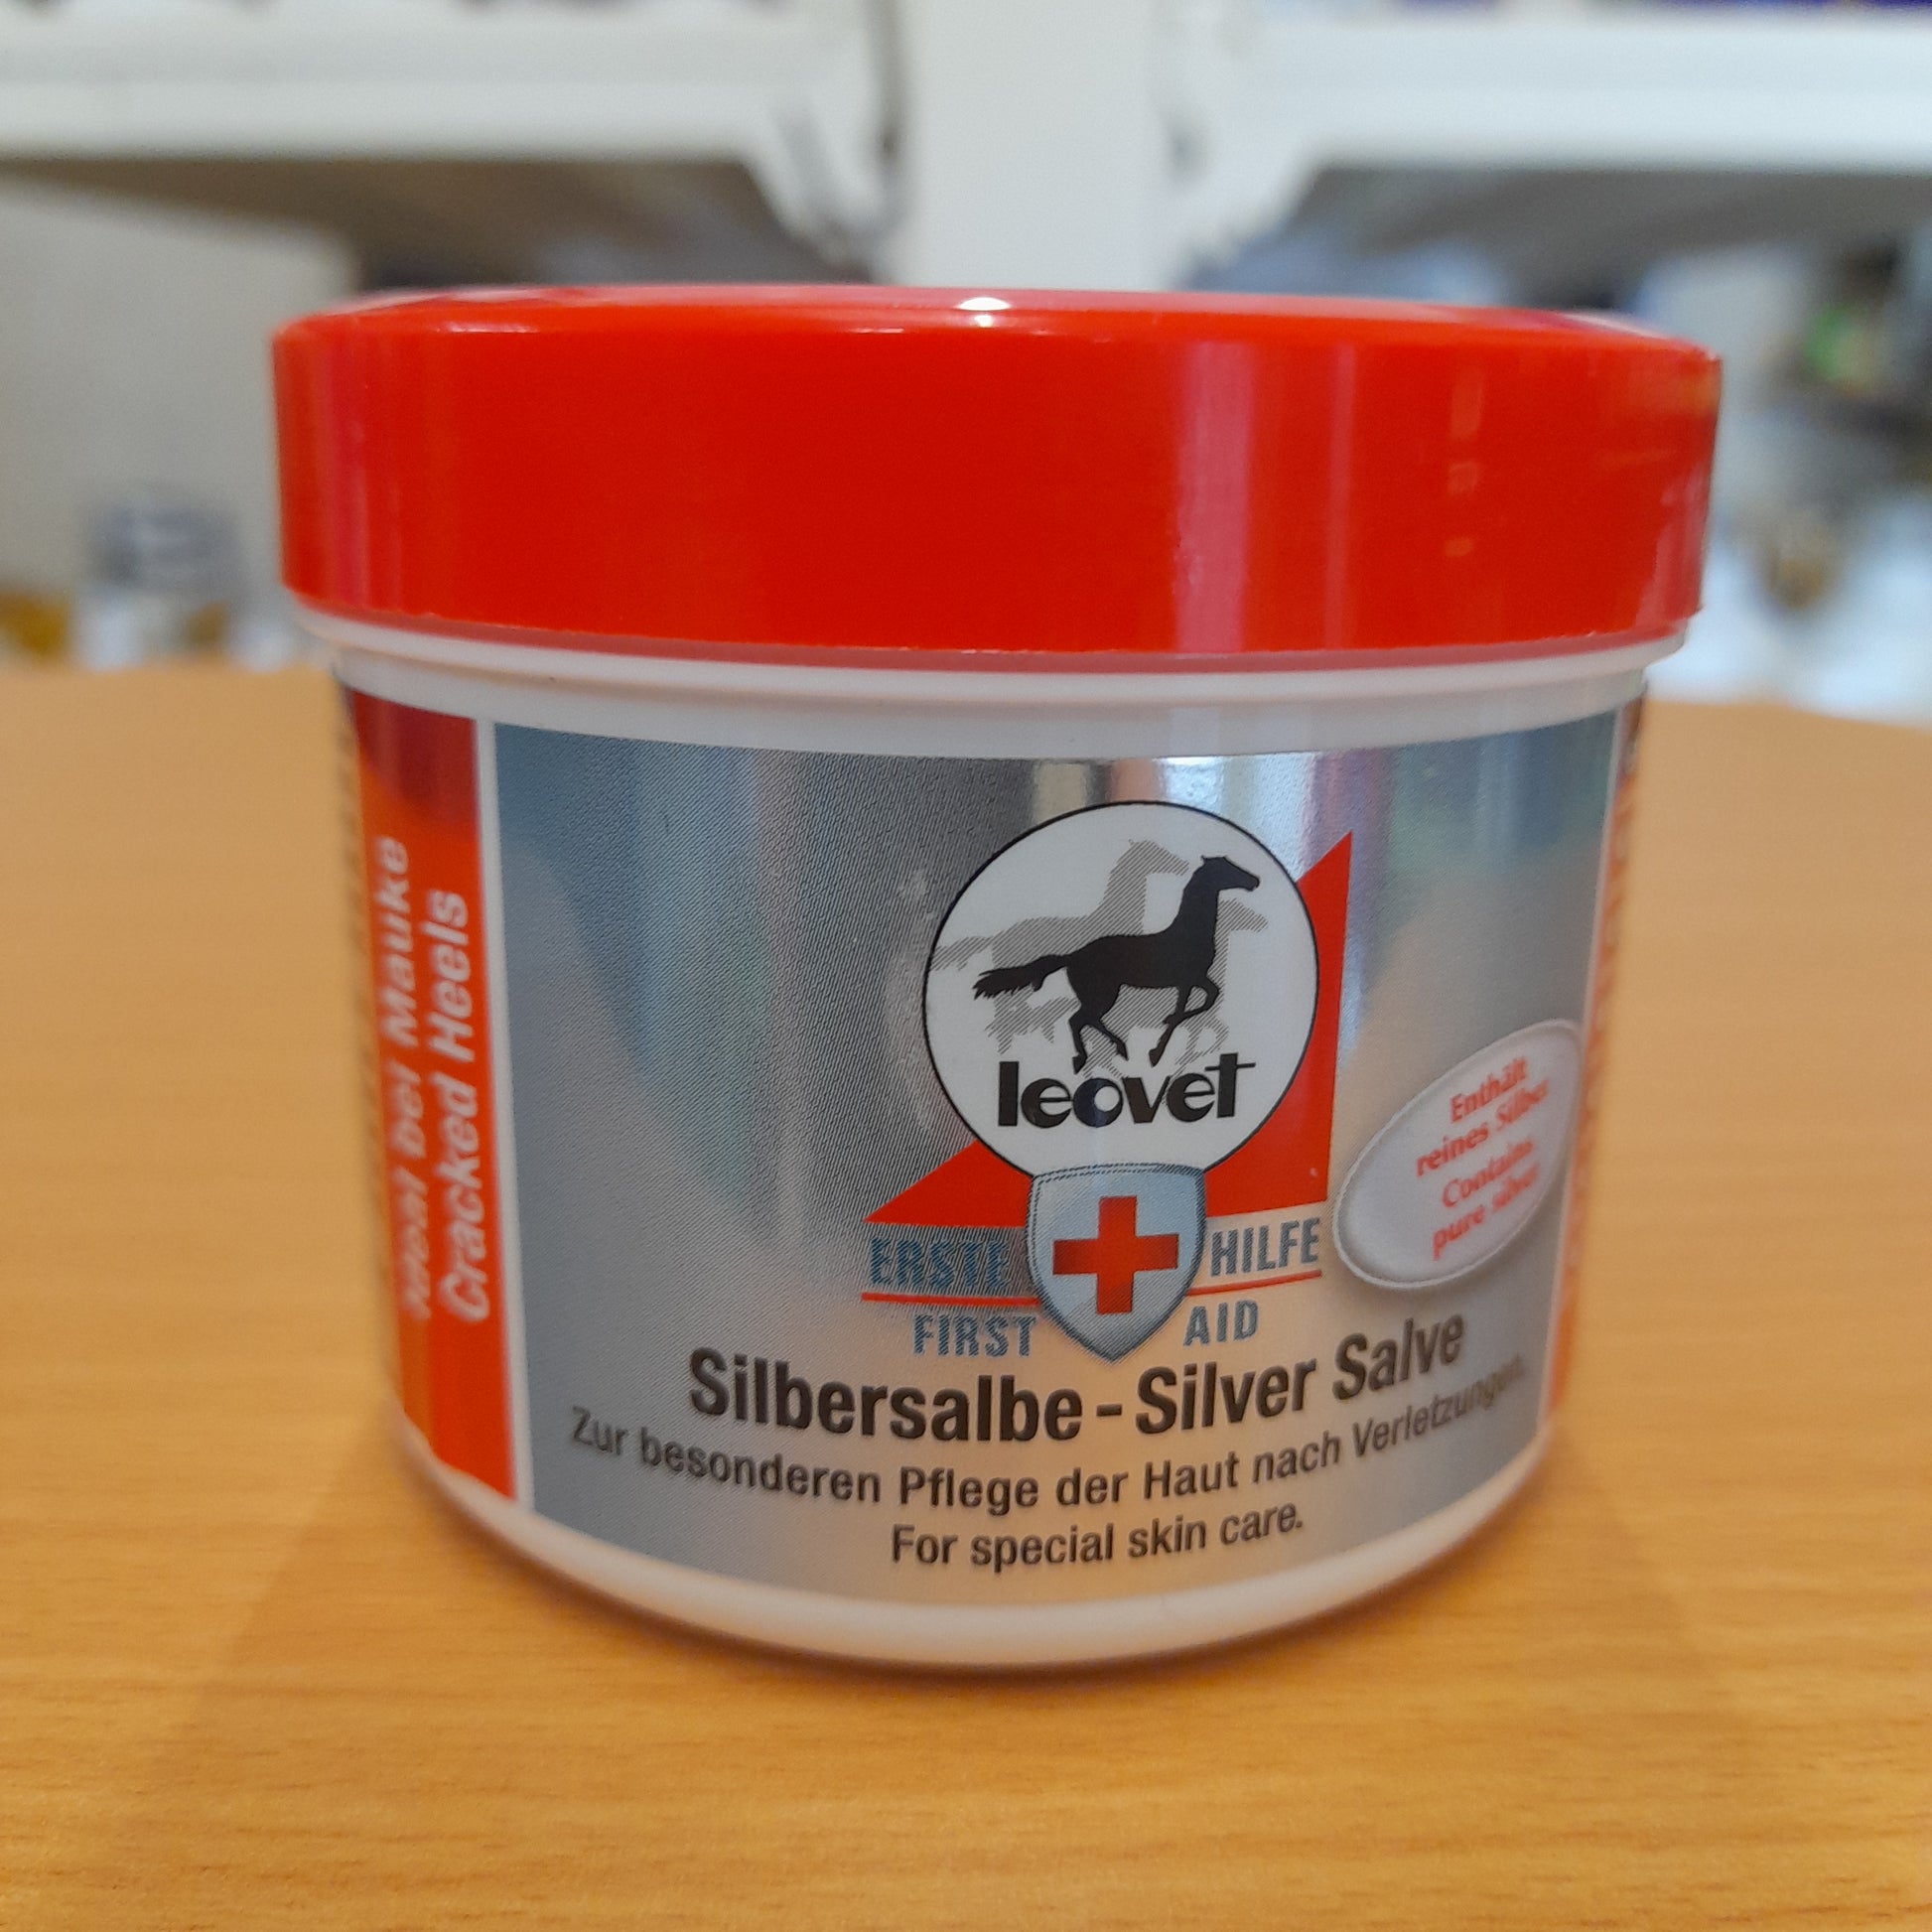 Ideal bei Mauke
Cracked Heels
leovet
ERSTE HILFE
FIRST AID
Enthält
reines Silber
Contains
pure silver
Silbersalbe - Silver Salve
Zur besonderen Pflege der Haut nach Verletzungen.
For special skin care.